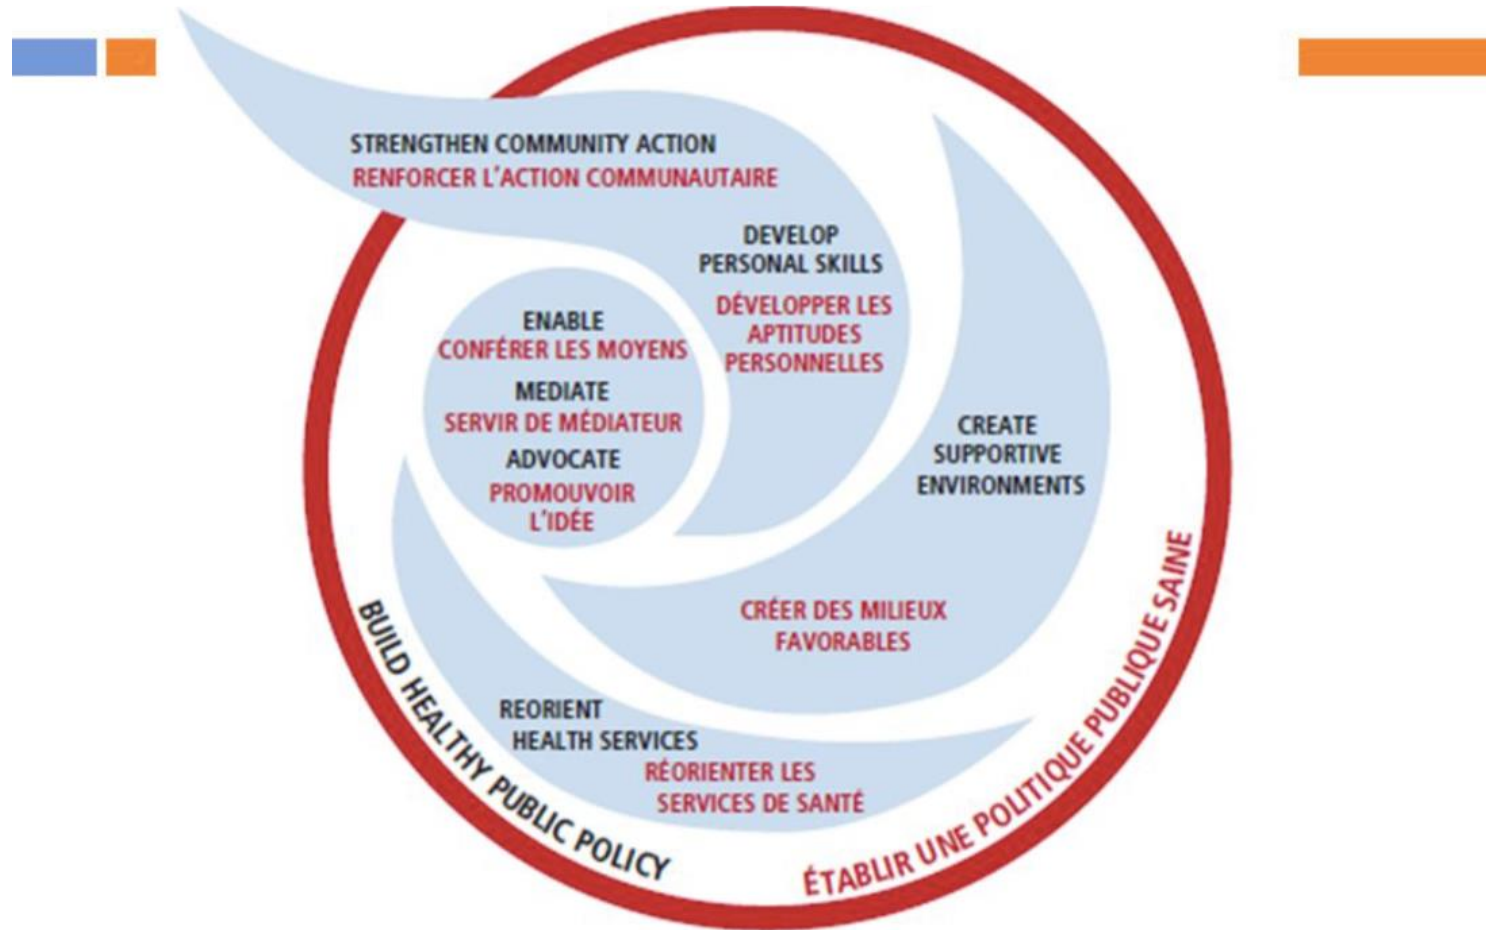 STRENGTHEN COMMUNITY ACTION
RENFORCER L'ACTION COMMUNAUTAIRE
DEVELOP
PERSONAL SKILLS
DÉVELOPPER LES
APTITUDES
PERSONNELLES
ENABLE
CONFÉRER LES MOYENS
MEDIATE
SERVIR DE MÉDIATEUR
ADVOCATE
PROMOUVOIR
L'IDÉE
CREATE
SUPPORTIVE
ENVIRONMENTS
CRÉER DES MILIEUX
FAVORABLES
REORIENT
HEALTH SERVICES
RÉORIENTER LES
SERVICES DE SANTÉ
BUILD HEALTHY PUBLIC POLICY
ÉTABLIR UNE POLITIQUE PUBLIQUE SAINE